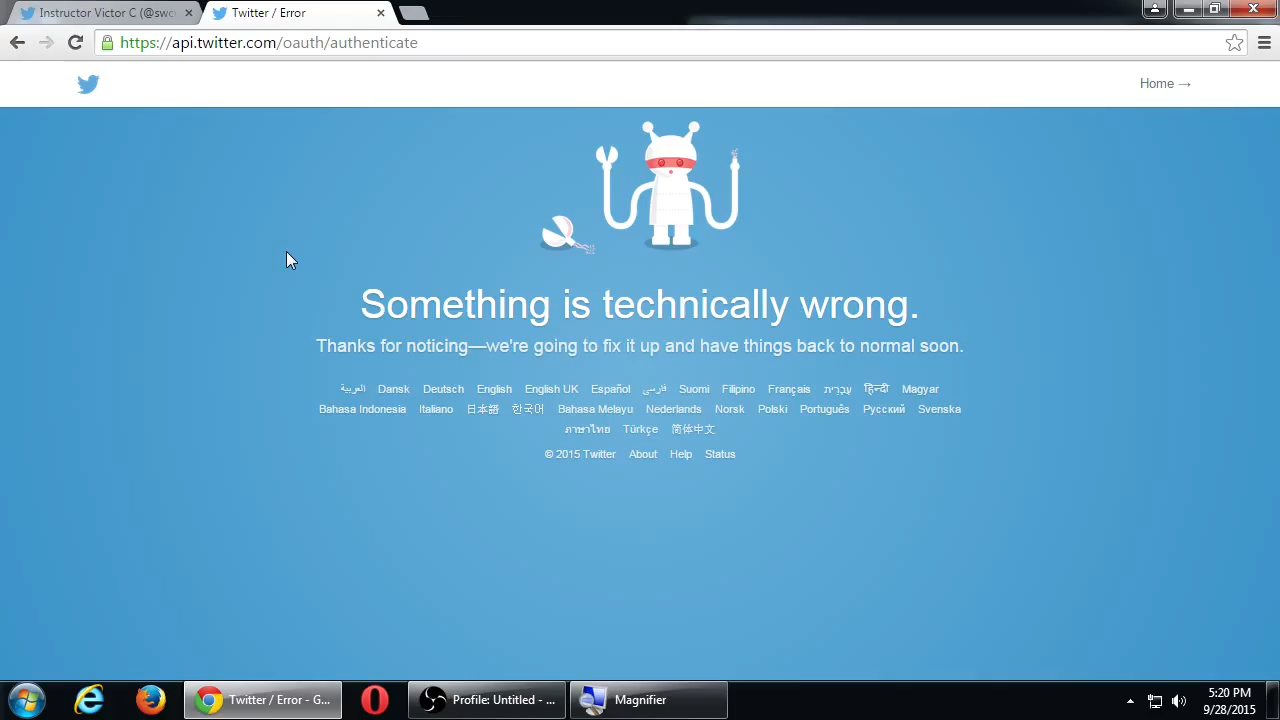 Instructor Victor C (@swe
Twitter / Error
https://api.twitter.com/oauth/authenticate
Home →
Something is technically wrong.
Thanks for noticing—we're going to fix it up and have things back to normal soon.
العربية Dansk Deutsch English English UK Español فارسی Suomi Filipino Français עִבְרִית हिन्दी Magyar
Bahasa Indonesia Italiano 日本語 한국어 Bahasa Melayu Nederlands Norsk Polski Português Русский Svenska
ภาษาไทย Türkçe 简体中文
© 2015 Twitter About Help Status
Twitter / Error - G...
Profile: Untitled - ...
Magnifier
5:20 PM
9/28/2015